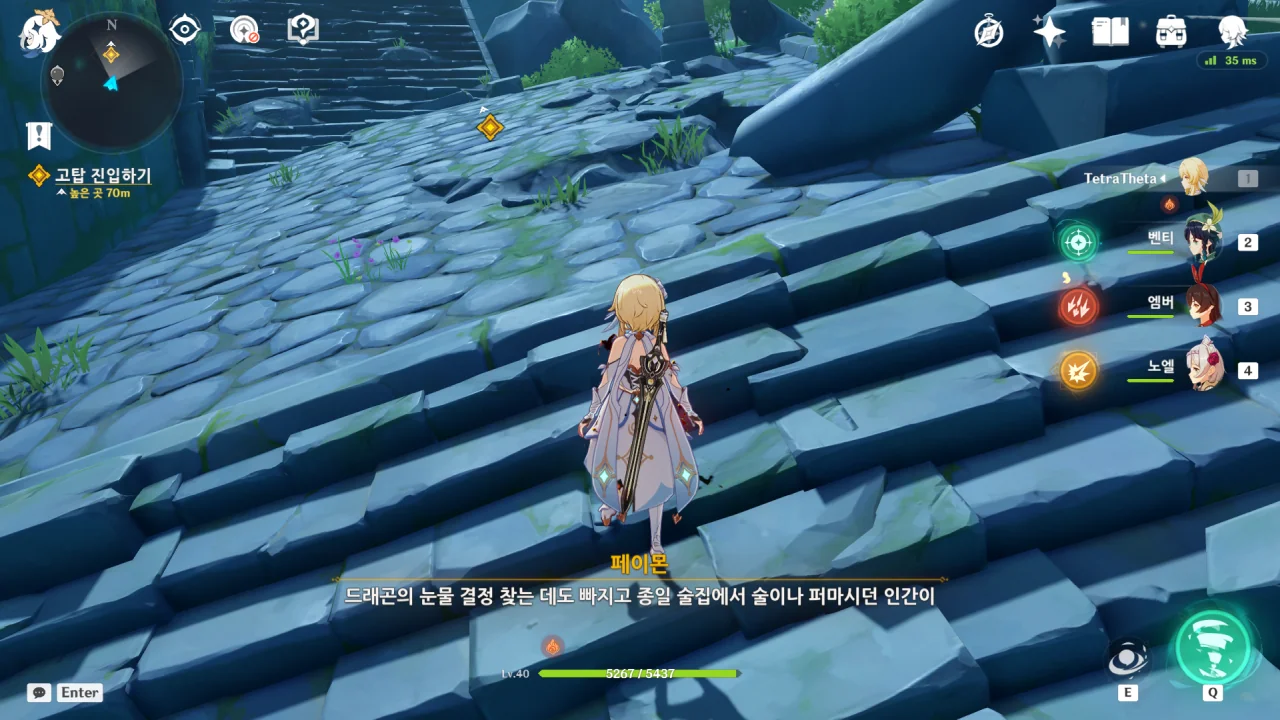 N
35 ms
고탑 진입하기
높은 곳 70m
TetraTheta
1
벤티
2
엠버
3
노엘
4
페이몬
드래곤의 눈물 결정 찾는 데도 빠지고 종일 술집에서 술이나 퍼마시던 인간이
Lv.40
5267 / 5437
Enter
E
Q